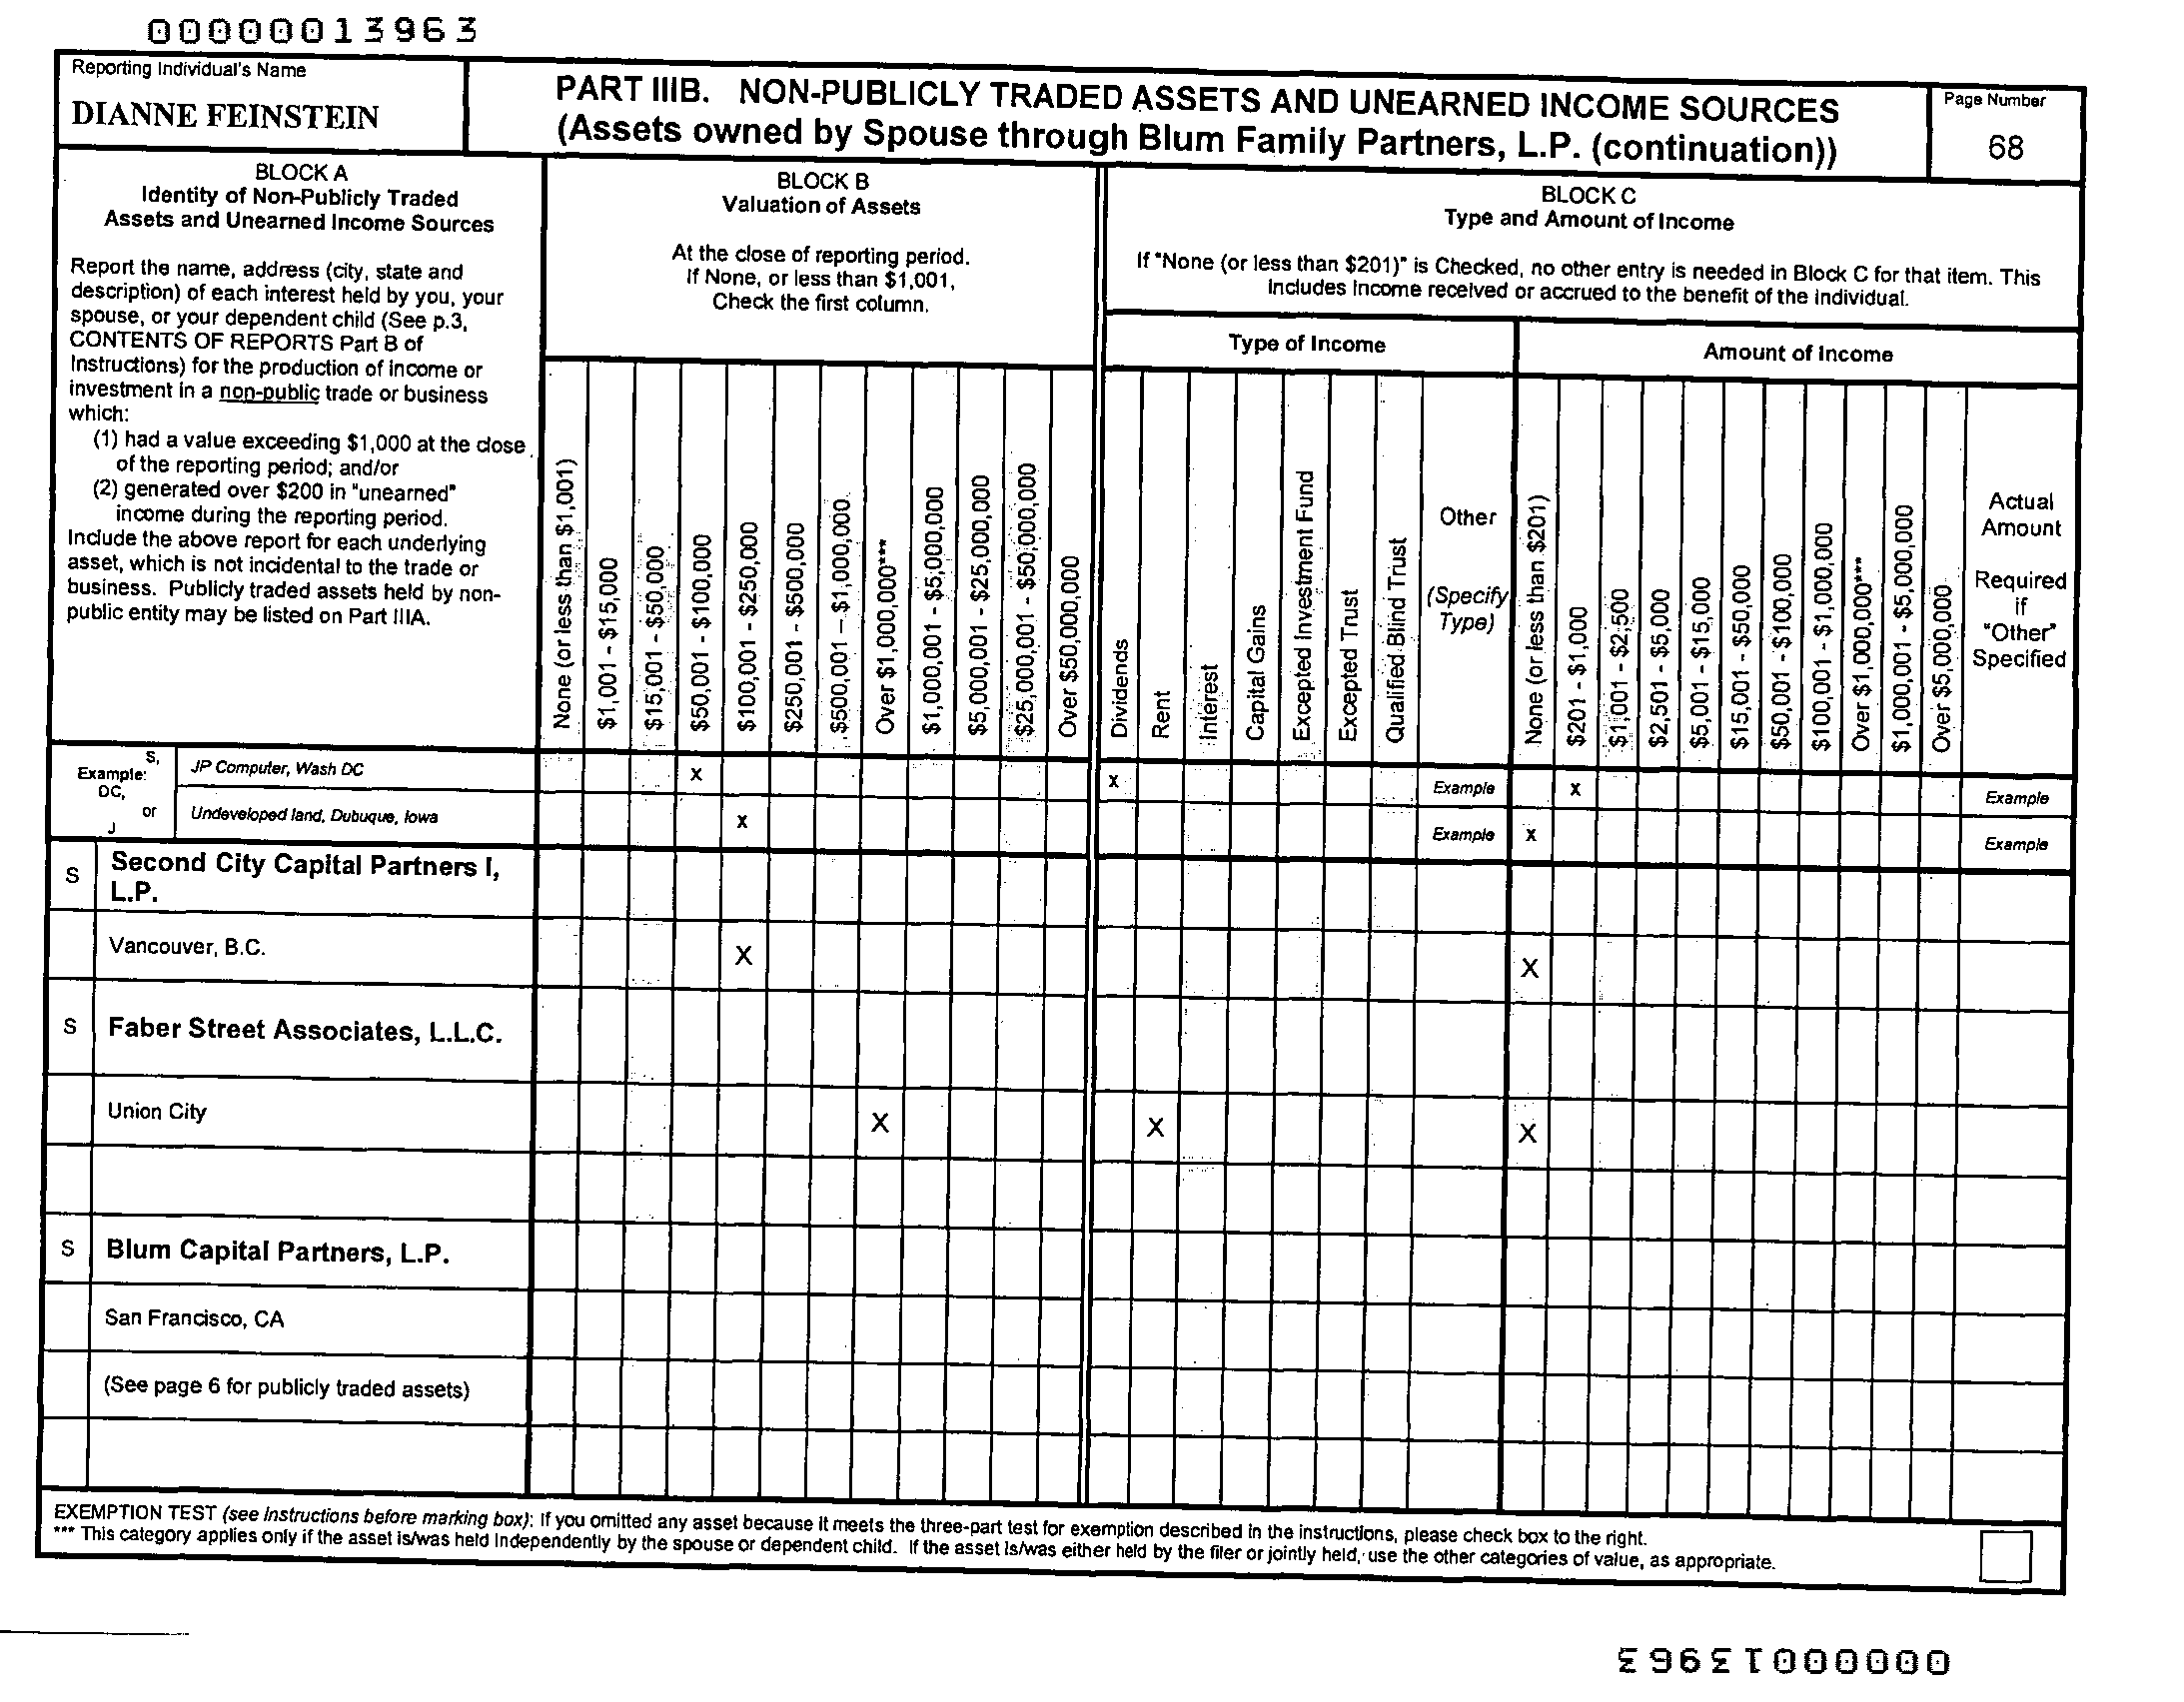 00000013963
Reporting Individual's Name
DIANNE FEINSTEIN
PART IIIB. NON-PUBLICLY TRADED ASSETS AND UNEARNED INCOME SOURCES
(Assets owned by Spouse through Blum Family Partners, L.P. (continuation))
Page Number
68
BLOCK A
Identity of Non-Publicly Traded
Assets and Unearned Income Sources
Report the name, address (city, state and
description) of each interest held by you, your
spouse, or your dependent child (See p.3,
CONTENTS OF REPORTS Part B of
Instructions) for the production of income or
investment in a non-public trade or business
which:
(1) had a value exceeding $1,000 at the close
of the reporting period; and/or
(2) generated over $200 in "unearned"
income during the reporting period.
Include the above report for each underlying
asset, which is not incidental to the trade or
business. Publicly traded assets held by non-
public entity may be listed on Part IIIA.
BLOCK B
Valuation of Assets
At the close of reporting period.
If None, or less than $1,001,
Check the first column.
None (or less than $1,001)
$1,001 - $15,000
$15,001 - $50,000
$50,001 - $100,000
$100,001 - $250,000
$250,001 - $500,000
$500,001 – $1,000,000
Over $1,000,000***
$1,000,001 - $5,000,000
$5,000,001 - $25,000,000
$25,000,001 - $50,000,000
Over $50,000,000
BLOCK C
Type and Amount of Income
If "None (or less than $201)" is Checked, no other entry is needed in Block C for that item. This
includes Income received or accrued to the benefit of the individual.
Type of Income
Dividends
Rent
Interest
Capital Gains
Excepted Investment Fund
Excepted Trust
Qualified Blind Trust
Other
(Specify
Type)
Amount of Income
None (or less than $201)
$201 - $1,000
$1,001 - $2,500
$2,501 - $5,000
$5,001 - $15,000
$15,001 - $50,000
$50,001 - $100,000
$100,001 - $1,000,000
Over $1,000,000***
$1,000,001 - $5,000,000
Over $5,000,000
Actual
Amount
Required
if
"Other"
Specified
S,
Example:
DC,
or
J
JP Computer, Wash DC x x Example x Example
Undeveloped land, Dubuque, Iowa x Example x Example
S Second City Capital Partners I,
L.P.
Vancouver, B.C. X X
S Faber Street Associates, L.L.C.
Union City X X X
S Blum Capital Partners, L.P.
San Francisco, CA
(See page 6 for publicly traded assets)
EXEMPTION TEST (see Instructions before marking box): If you omitted any asset because it meets the three-part test for exemption described in the instructions, please check box to the right.
*** This category applies only if the asset is/was held Independently by the spouse or dependent child. If the asset is/was either held by the filer or jointly held, use the other categories of value, as appropriate.
00000013963